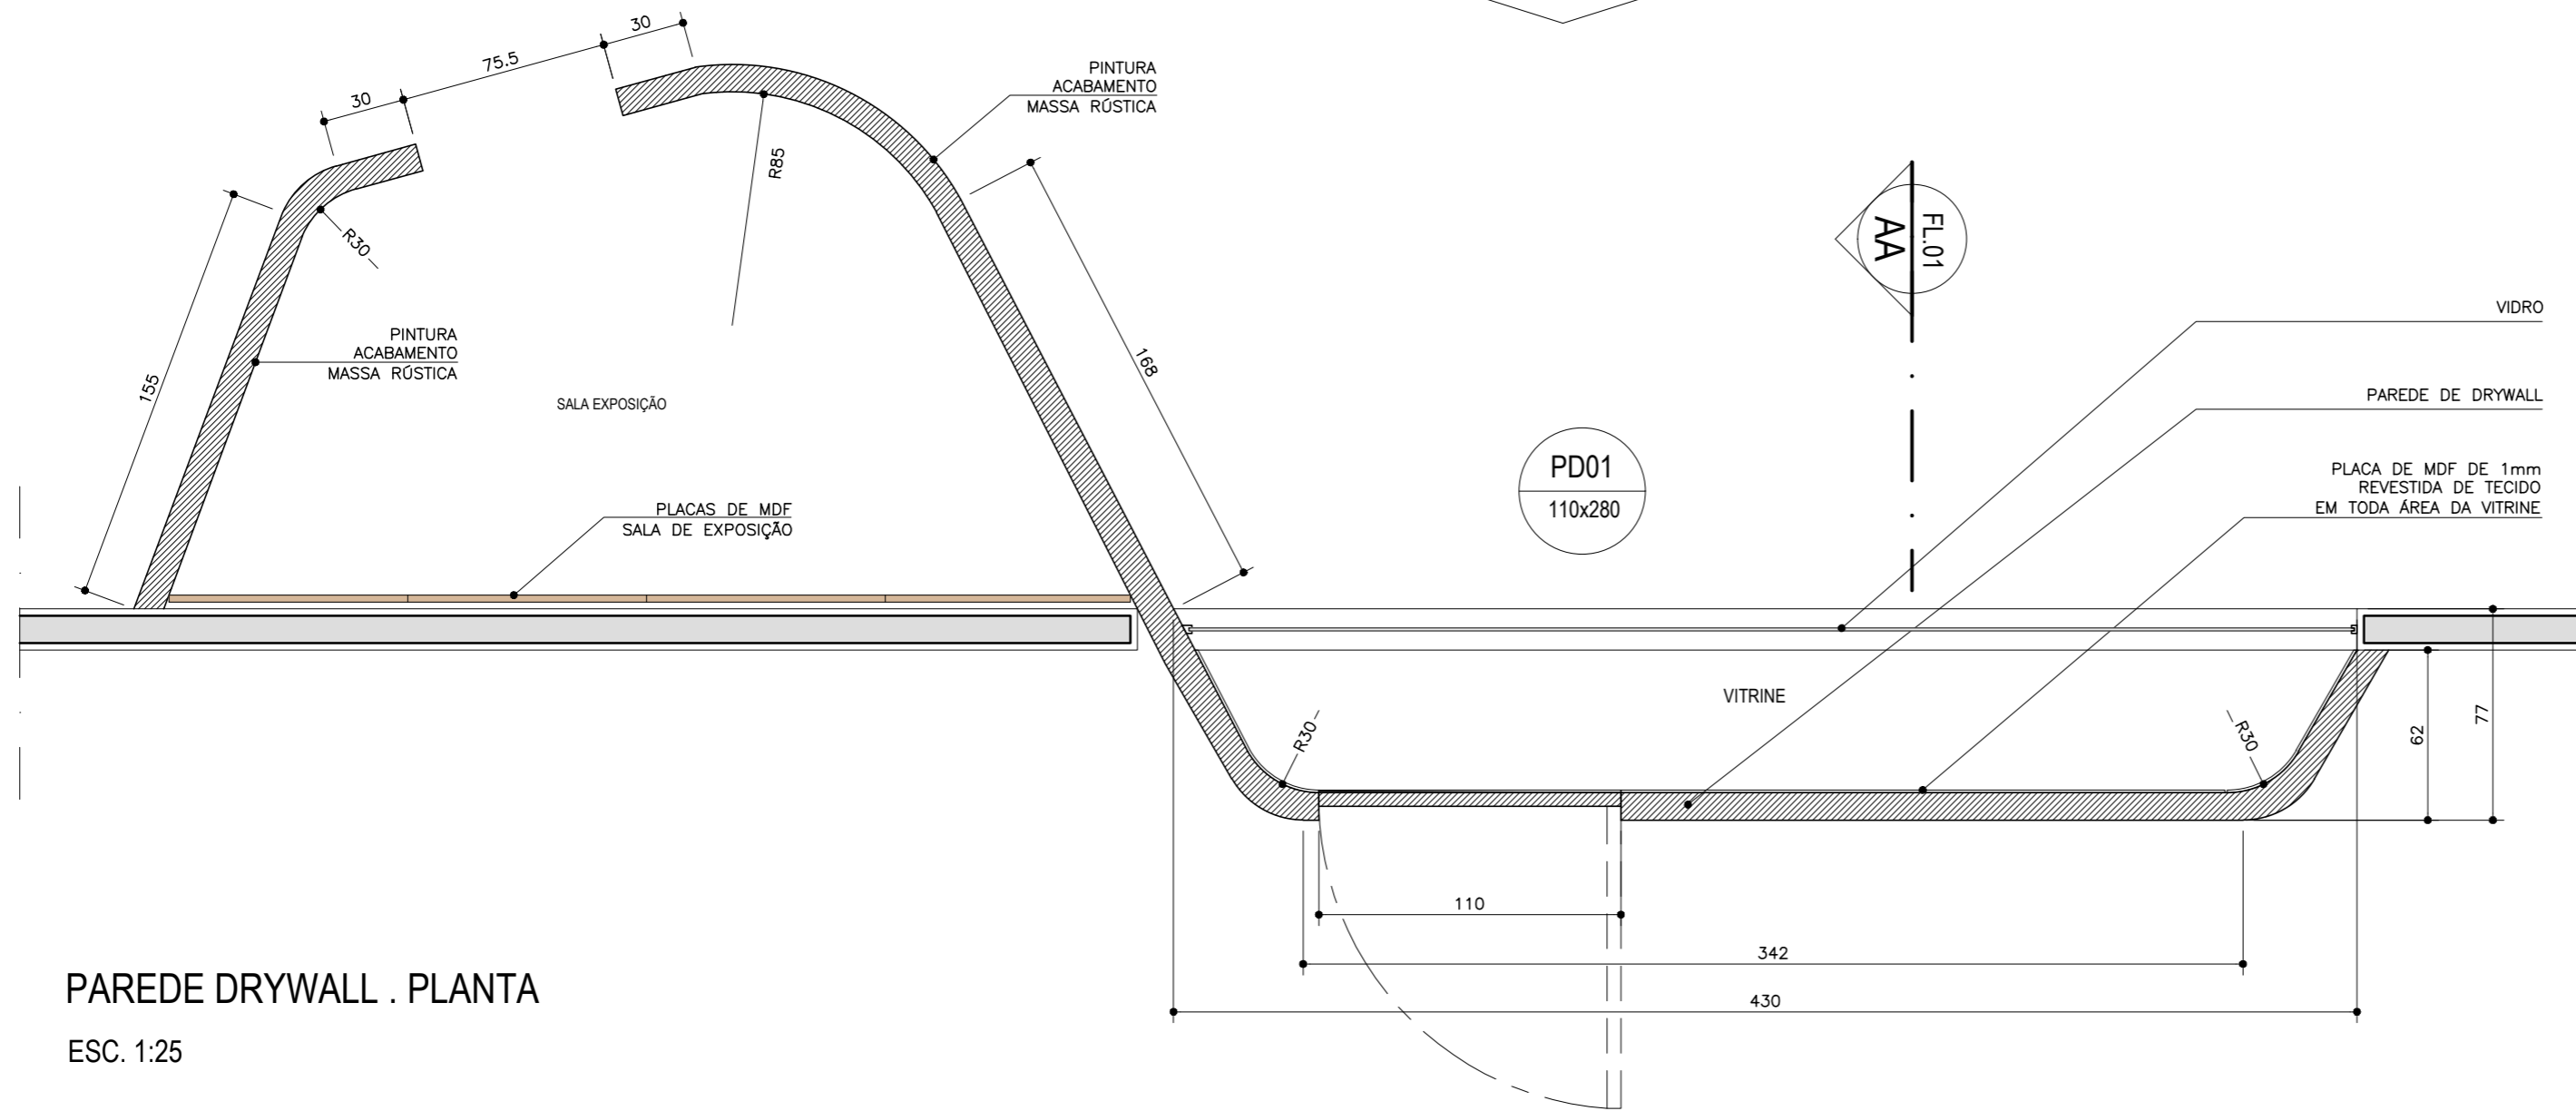 30
75.5
30
PINTURA
ACABAMENTO
MASSA RÚSTICA
R85
R30
155
168
PINTURA
ACABAMENTO
MASSA RÚSTICA
SALA EXPOSIÇÃO
PLACAS DE MDF
SALA DE EXPOSIÇÃO
FL.01
AA
PD01
110x280
VIDRO
PAREDE DE DRYWALL
PLACA DE MDF DE 1mm
REVESTIDA DE TECIDO
EM TODA ÁREA DA VITRINE
VITRINE
R30
R30
62
77
110
342
430
PAREDE DRYWALL . PLANTA
ESC. 1:25